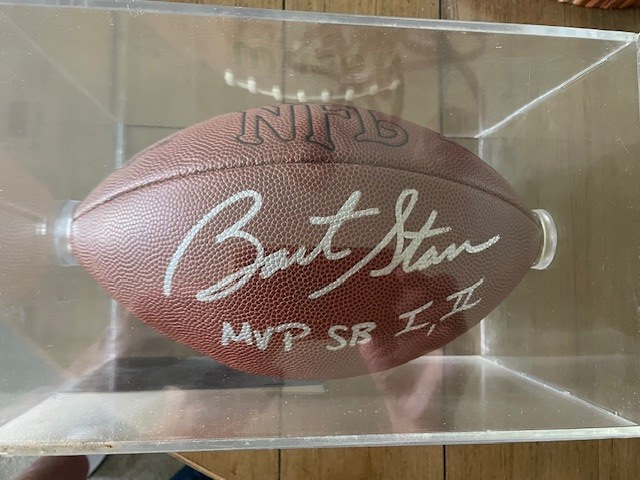 NFL
Bart Starr
MVP SB I, II